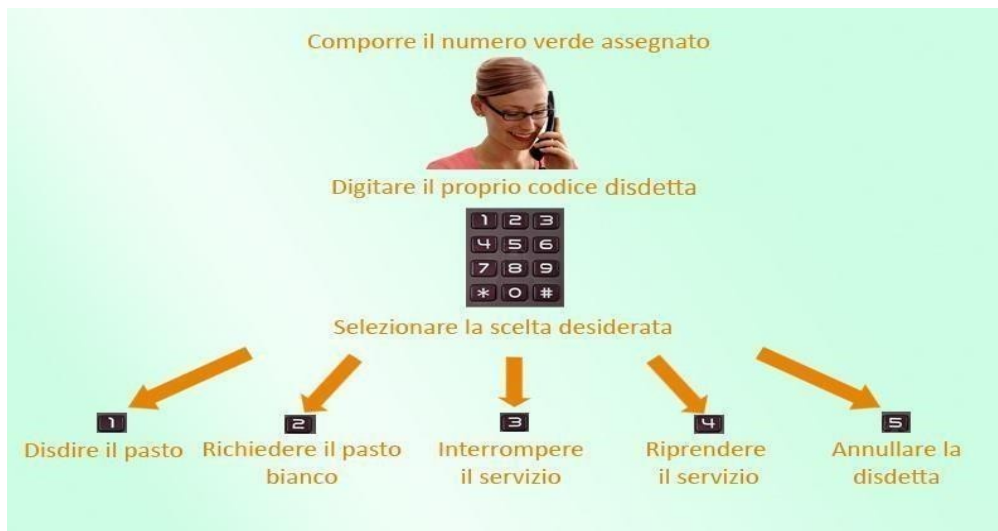 Comporre il numero verde assegnato
Digitare il proprio codice disdetta
1 2 3
4 5 6
7 8 9
* 0 #
Selezionare la scelta desiderata
1
Disdire il pasto
2
Richiedere il pasto
bianco
3
Interrompere
il servizio
4
Riprendere
il servizio
5
Annullare la
disdetta